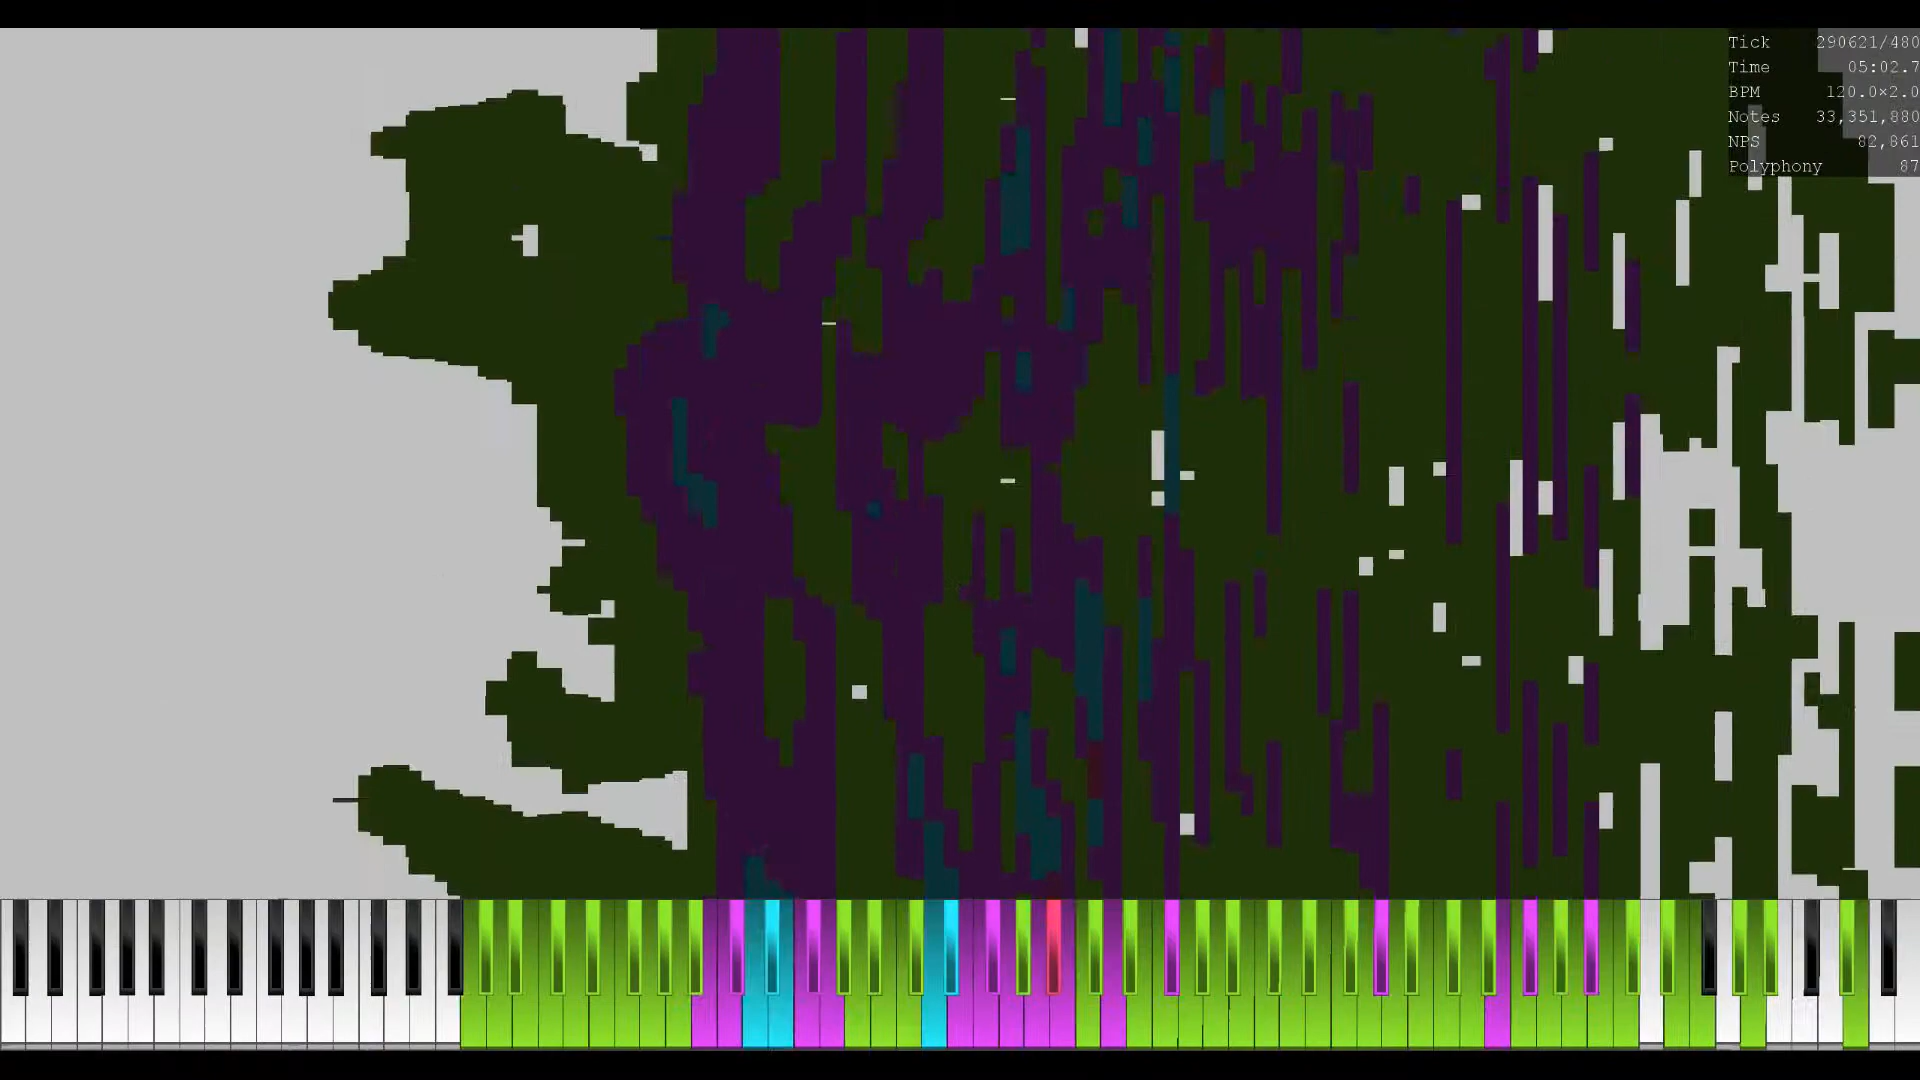 Tick 290621/480
Time 05:02.7
BPM 120.0×2.0
Notes 33,351,880
NPS 82,861
Polyphony 87